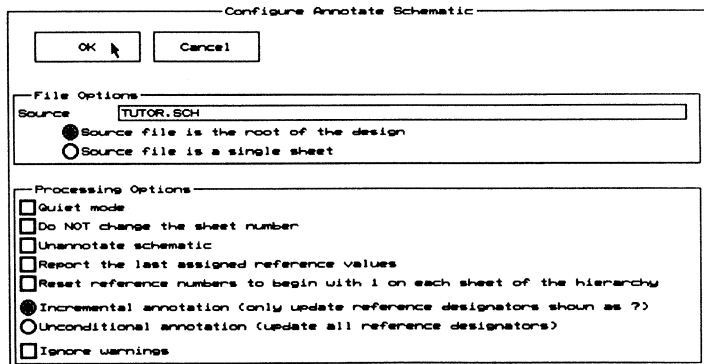 Configure Annotate Schematic
OK Cancel
File Options
Source TUTOR.SCH
Source file is the root of the design
Source file is a single sheet
Processing Options
Quiet mode
Do NOT change the sheet number
Unannotate schematic
Report the last assigned reference values
Reset reference numbers to begin with 1 on each sheet of the hierarchy
Incremental annotation (only update reference designators shown as ?)
Unconditional annotation (update all reference designators)
Ignore warnings